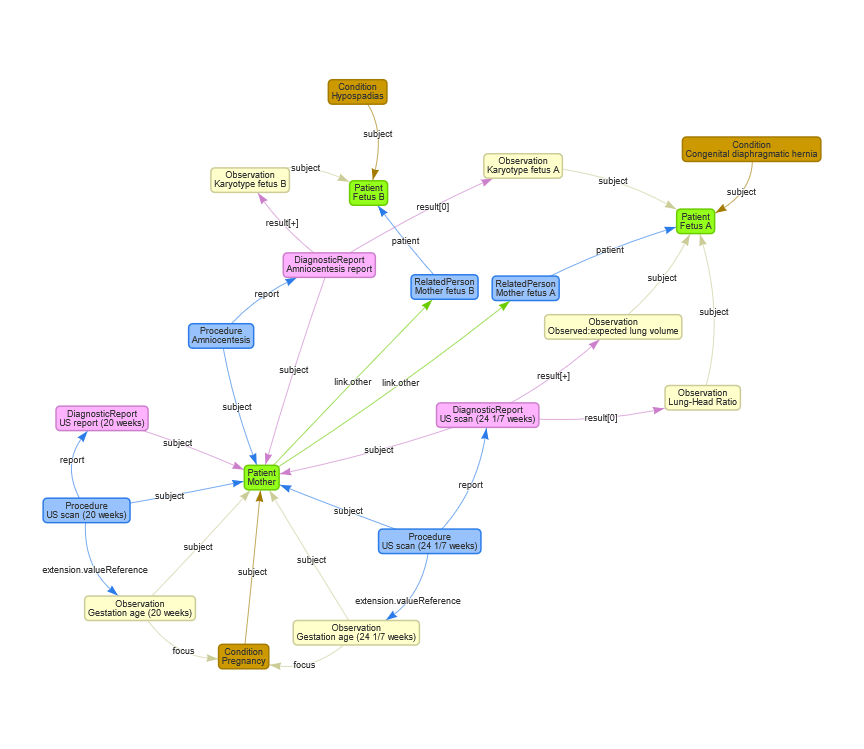 Condition
Hypospadias
subject
Condition
Congenital diaphragmatic hernia
Observation
Karyotype fetus A
Observation
Karyotype fetus B
subject
subject
subject
Patient
Fetus B
result[0]
result[+]
Patient
Fetus A
patient
patient
DiagnosticReport
Amniocentesis report
RelatedPerson
Mother fetus B
RelatedPerson
Mother fetus A
subject
report
subject
Procedure
Amniocentesis
Observation
Observed:expected lung volume
subject
link.other
link.other
result[+]
Observation
Lung-Head Ratio
subject
DiagnosticReport
US report (20 weeks)
DiagnosticReport
US scan (24 1/7 weeks)
result[0]
subject
subject
report
Patient
Mother
report
subject
Procedure
US scan (20 weeks)
subject
Procedure
US scan (24 1/7 weeks)
subject
subject
extension.valueReference
subject
extension.valueReference
Observation
Gestation age (20 weeks)
Observation
Gestation age (24 1/7 weeks)
focus
Condition
Pregnancy
focus